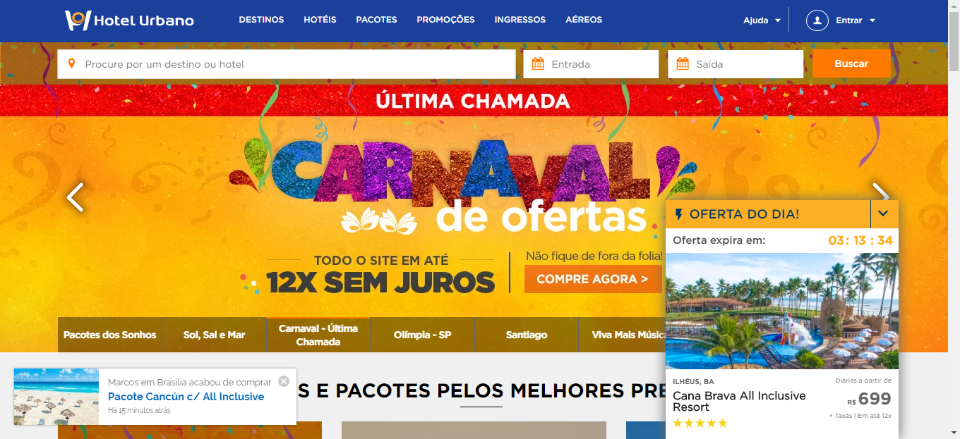 Hotel Urbano
DESTINOS HOTÉIS PACOTES PROMOÇÕES INGRESSOS AÉREOS
Ajuda Entrar
Procure por um destino ou hotel
Entrada
Saída
Buscar
ÚLTIMA CHAMADA
CARNAVAL
de ofertas
TODO O SITE EM ATÉ
12X SEM JUROS
Não fique de fora da folia!
COMPRE AGORA >
OFERTA DO DIA!
Oferta expira em: 03 : 13 : 34
ILHÉUS, BA
Cana Brava All Inclusive
Resort
Diárias a partir de
R$ 699
+ Taxas | Em até 12x
Pacotes dos Sonhos
Sol, Sal e Mar
Carnaval - Última
Chamada
Olímpia - SP
Santiago
Viva Mais Músic
Marcos em Brasília acabou de comprar
Pacote Cancún c/ All Inclusive
Há 15 minutos atrás
S E PACOTES PELOS MELHORES PRE